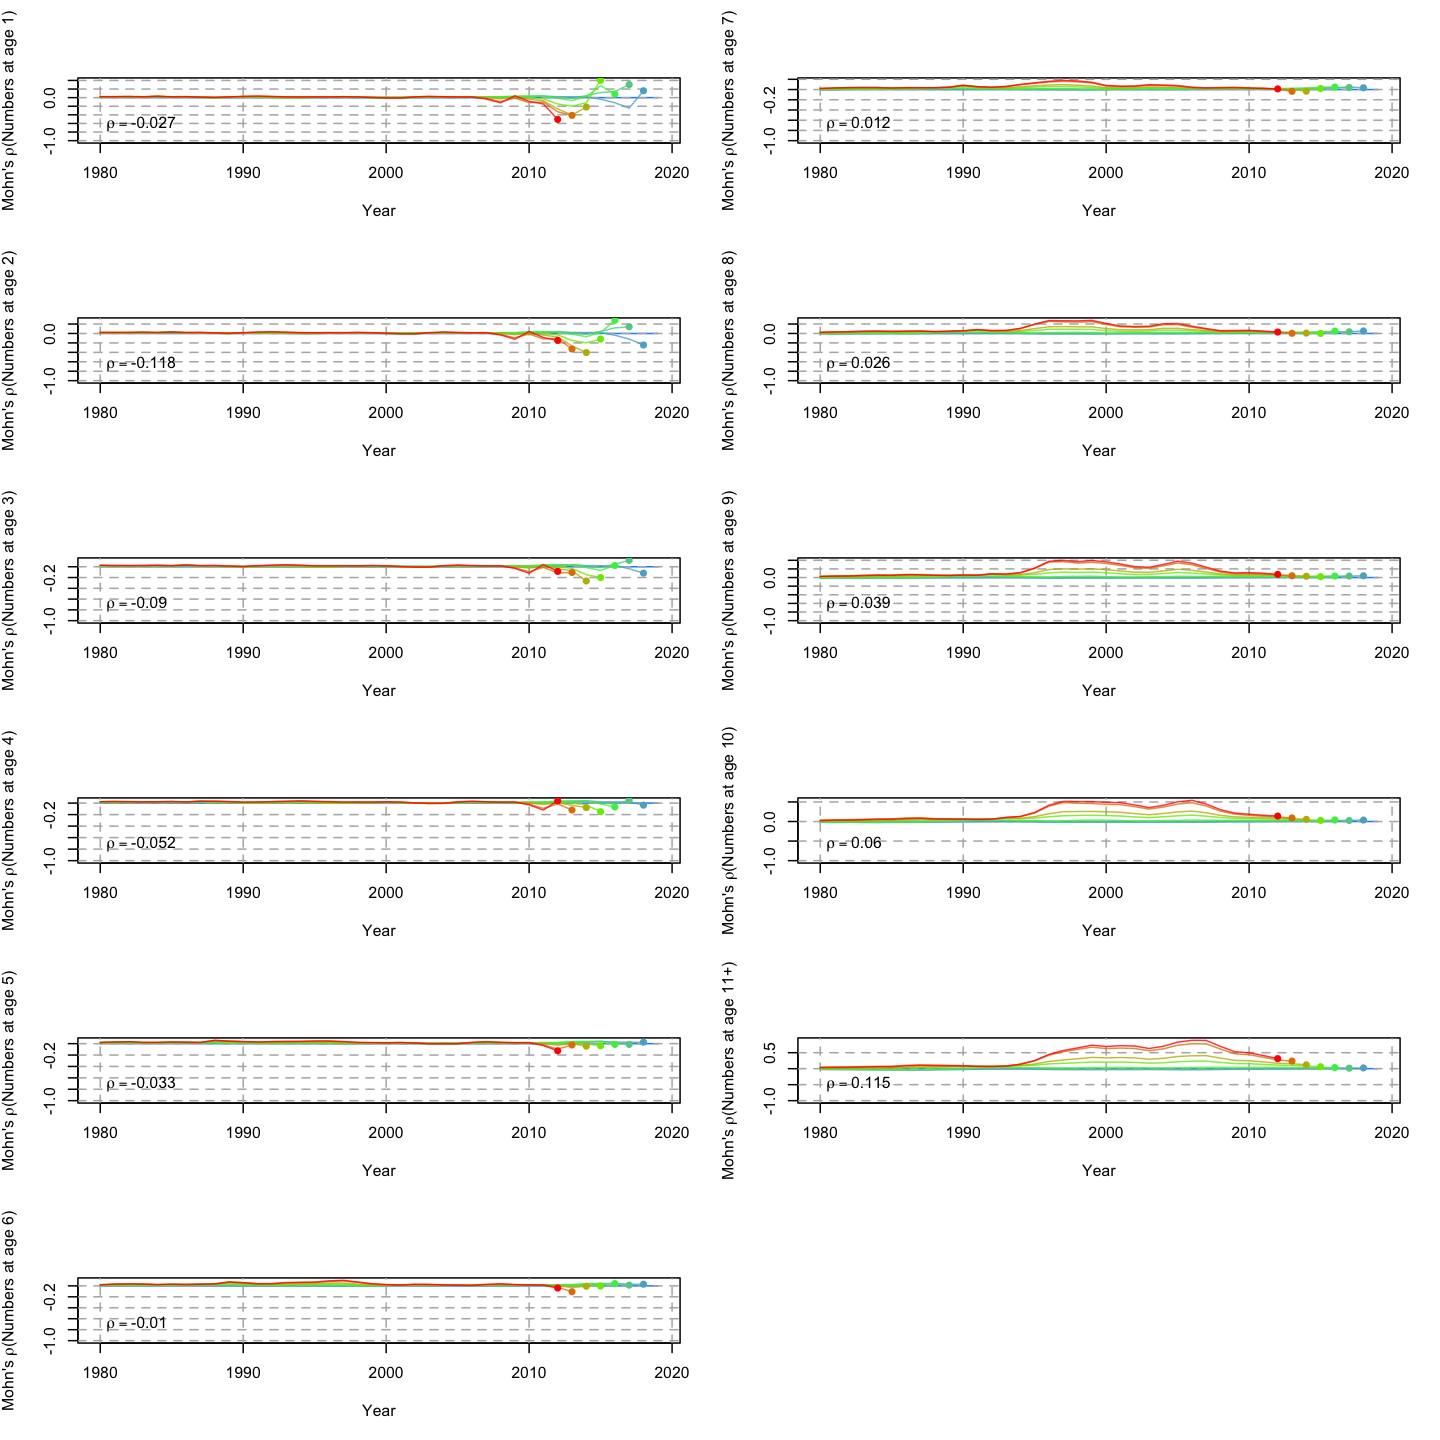 Mohn's ρ(Numbers at age 1)
0.0
-1.0
ρ = -0.027
1980 1990 2000 2010 2020
Year
Mohn's ρ(Numbers at age 2)
0.0
-1.0
ρ = -0.118
1980 1990 2000 2010 2020
Year
Mohn's ρ(Numbers at age 3)
-0.2
-1.0
ρ = -0.09
1980 1990 2000 2010 2020
Year
Mohn's ρ(Numbers at age 4)
-0.2
-1.0
ρ = -0.052
1980 1990 2000 2010 2020
Year
Mohn's ρ(Numbers at age 5)
-0.2
-1.0
ρ = -0.033
1980 1990 2000 2010 2020
Year
Mohn's ρ(Numbers at age 6)
-0.2
-1.0
ρ = -0.01
1980 1990 2000 2010 2020
Year
Mohn's ρ(Numbers at age 7)
-0.2
-1.0
ρ = 0.012
1980 1990 2000 2010 2020
Year
Mohn's ρ(Numbers at age 8)
0.0
-1.0
ρ = 0.026
1980 1990 2000 2010 2020
Year
Mohn's ρ(Numbers at age 9)
0.0
-1.0
ρ = 0.039
1980 1990 2000 2010 2020
Year
Mohn's ρ(Numbers at age 10)
0.0
-1.0
ρ = 0.06
1980 1990 2000 2010 2020
Year
Mohn's ρ(Numbers at age 11+)
0.5
-1.0
ρ = 0.115
1980 1990 2000 2010 2020
Year